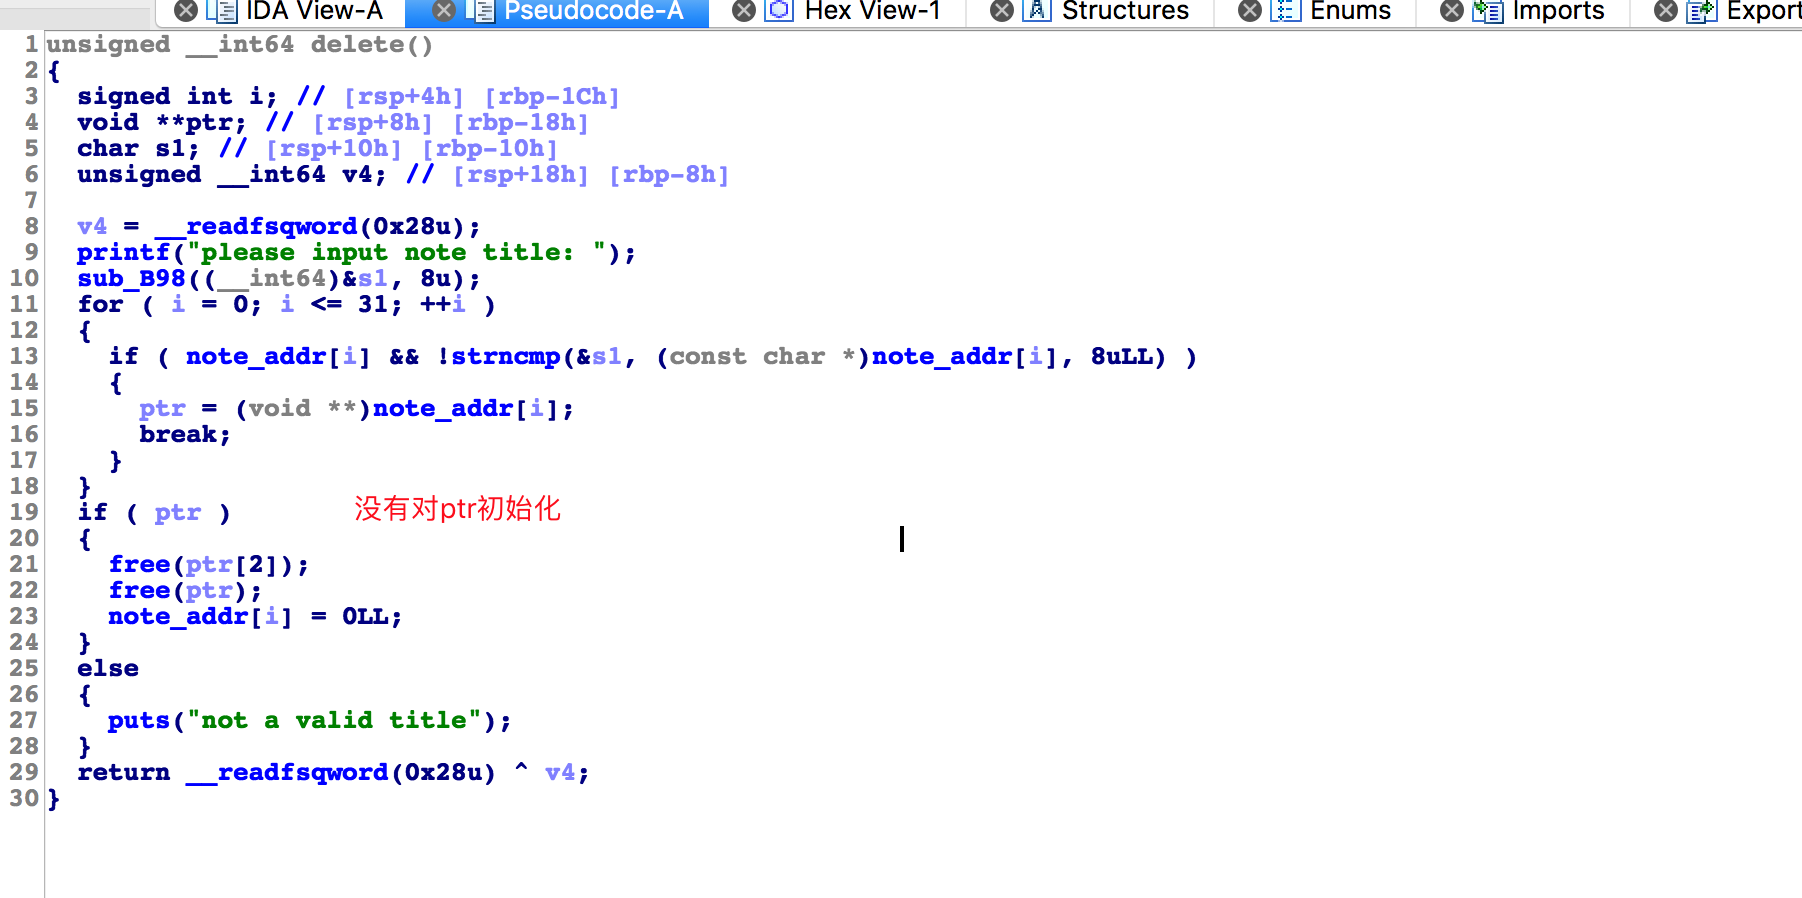 IDA View-A Pseudocode-A Hex View-1 Structures Enums Imports Export
1 unsigned __int64 delete()
2 {
3   signed int i; // [rsp+4h] [rbp-1Ch]
4   void **ptr; // [rsp+8h] [rbp-18h]
5   char s1; // [rsp+10h] [rbp-10h]
6   unsigned __int64 v4; // [rsp+18h] [rbp-8h]
7
8   v4 = __readfsqword(0x28u);
9   printf("please input note title: ");
10   sub_B98((__int64)&s1, 8u);
11   for ( i = 0; i <= 31; ++i )
12   {
13     if ( note_addr[i] && !strncmp(&s1, (const char *)note_addr[i], 8uLL) )
14     {
15       ptr = (void **)note_addr[i];
16       break;
17     }
18   }
19   if ( ptr ) 没有对ptr初始化
20   {
21     free(ptr[2]);
22     free(ptr);
23     note_addr[i] = 0LL;
24   }
25   else
26   {
27     puts("not a valid title");
28   }
29   return __readfsqword(0x28u) ^ v4;
30 }